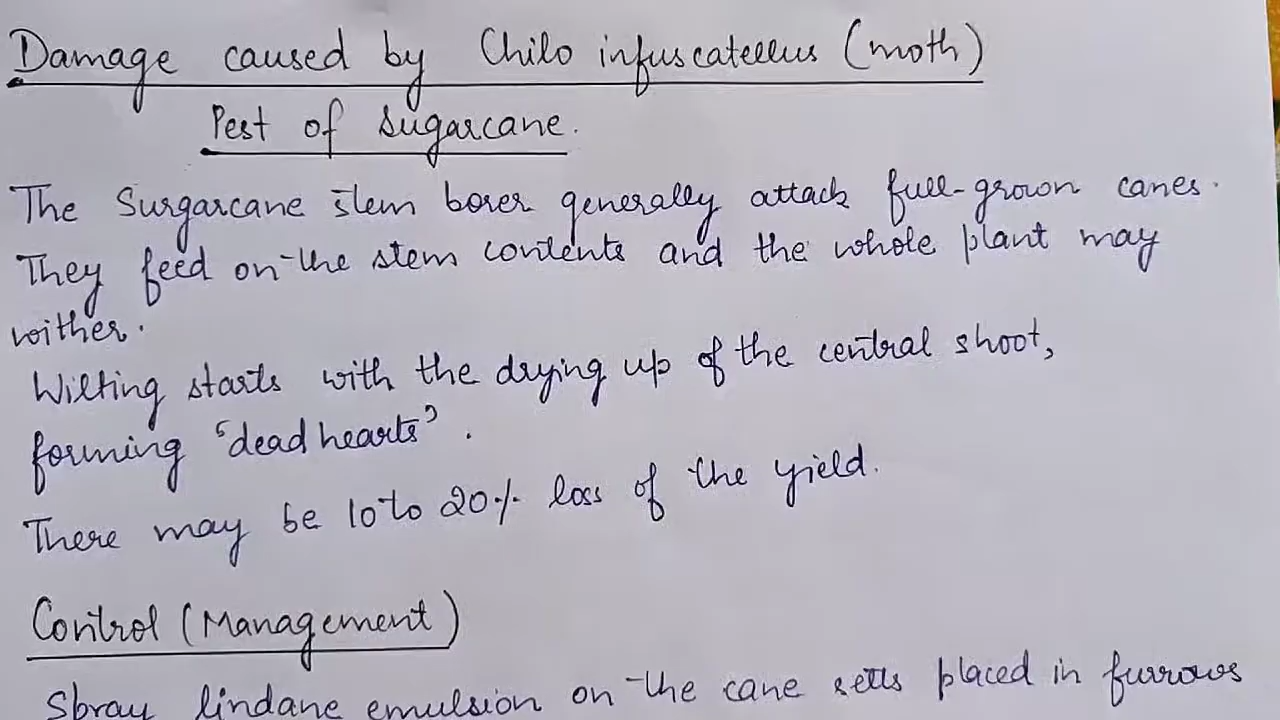 Damage caused by Chilo infuscatellus (moth)
Pest of Sugarcane.
The Surgarcane stem borer generally attack full-grown canes.
They feed on the stem contents and the whole plant may
wither.
Wilting starts with the drying up of the central shoot,
forming 'dead hearts'.
There may be 10 to 20% loss of the yield.
Control (Management)
Spray lindane emulsion on the cane setts placed in furrows